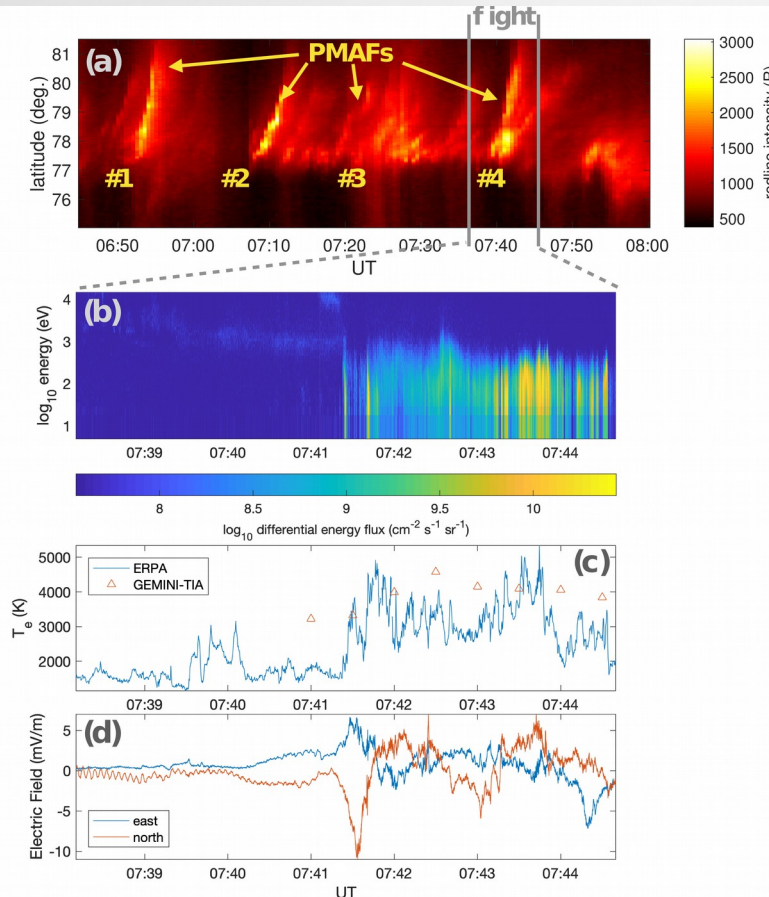 f ight
(a)
PMAFs
#1
#2
#3
#4
81
80
79
78
77
76
latitude (deg.)
06:50 07:00 07:10 07:20 07:30 07:40 07:50 08:00
UT
3000
2500
2000
1500
1000
500
redline intensity (R)
(b)
4
3
2
1
log10 energy (eV)
07:39 07:40 07:41 07:42 07:43 07:44
8 8.5 9 9.5 10
log10 differential energy flux (cm-2 s-1 sr-1)
(c)
ERPA
GEMINI-TIA
5000
4000
3000
2000
Te (K)
07:39 07:40 07:41 07:42 07:43 07:44
(d)
5
0
-5
-10
Electric Field (mV/m)
east
north
07:39 07:40 07:41 07:42 07:43 07:44
UT